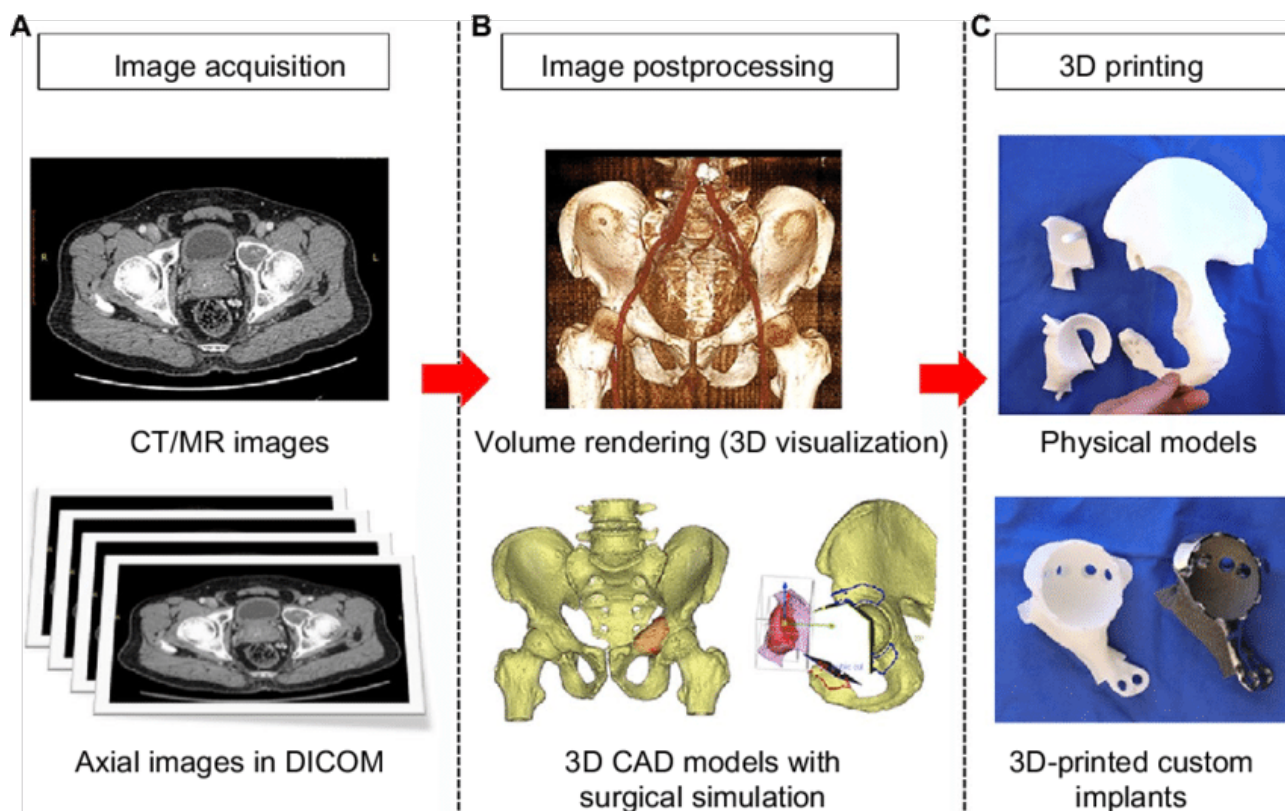 A
Image acquisition
CT/MR images
Axial images in DICOM
B
Image postprocessing
Volume rendering (3D visualization)
3D CAD models with
surgical simulation
C
3D printing
Physical models
3D-printed custom
implants
R
L